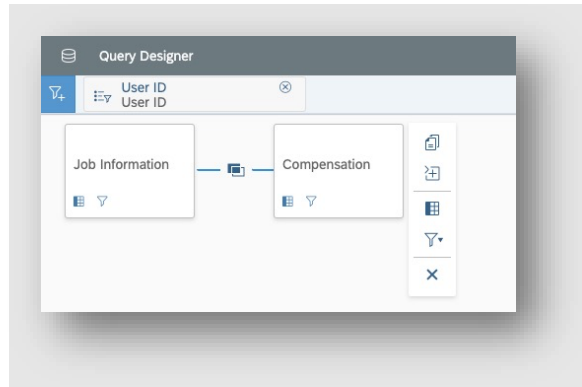 Query Designer
User ID
User ID
Job Information
Compensation